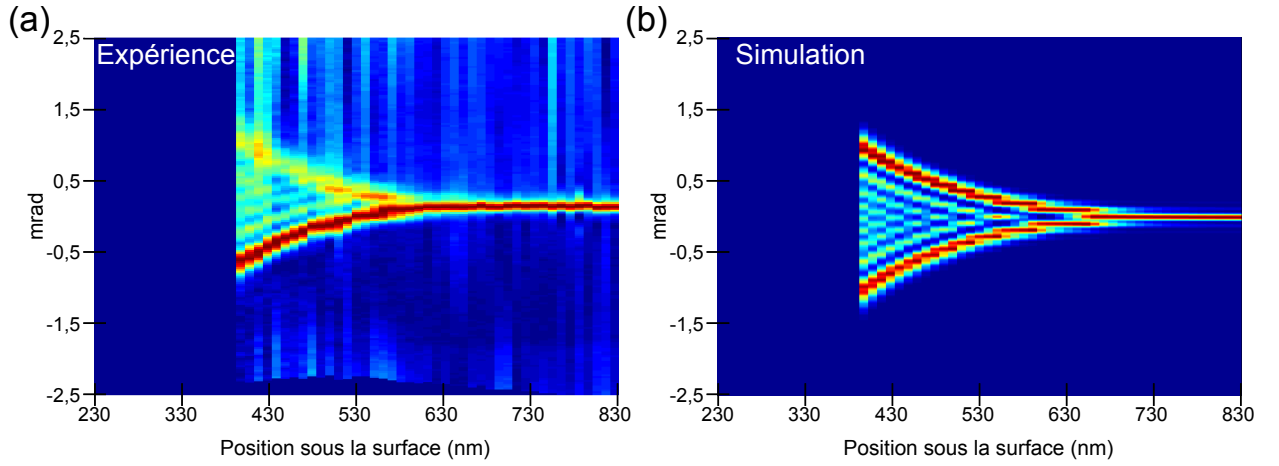 (a)
Expérience
2,5
1,5
0.5
-0.5
-1,5
-2.5
mrad
230 330 430 530 630 730 830
Position sous la surface (nm)
(b)
Simulation
2.5
1,5
0.5
-0.5
-1,5
-2.5
mrad
230 330 430 530 630 730 830
Position sous la surface (nm)